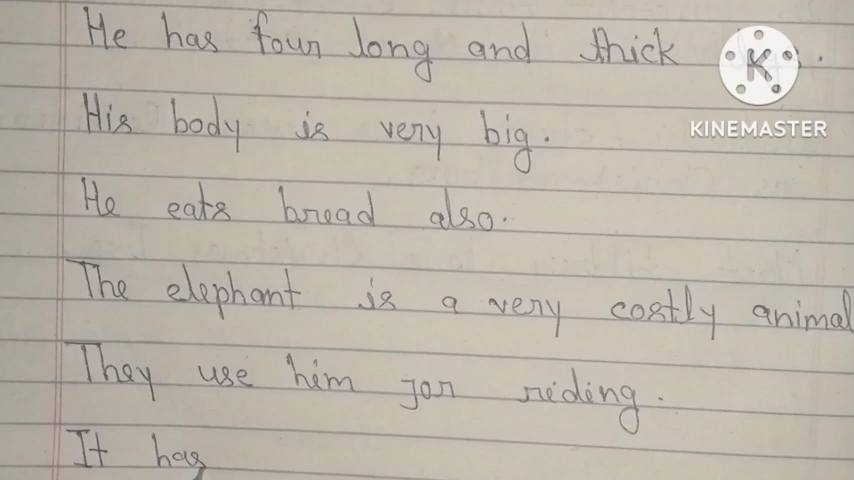 He has four long and thick
His body is very big.
KINEMASTER
He eats bread also.
The elephant is a very costly animal
They use him for riding.
It has